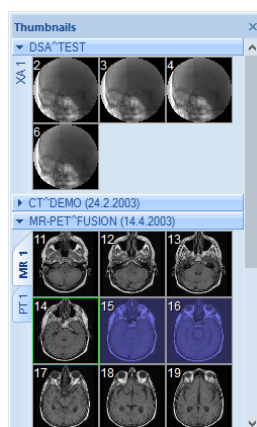 Thumbnails
DSA^TEST
XA 1
2 3 4
6
CT^DEMO (24.2.2003)
MR-PET^FUSION (14.4.2003)
MR 1
PT 1
11 12 13
14 15 16
17 18 19